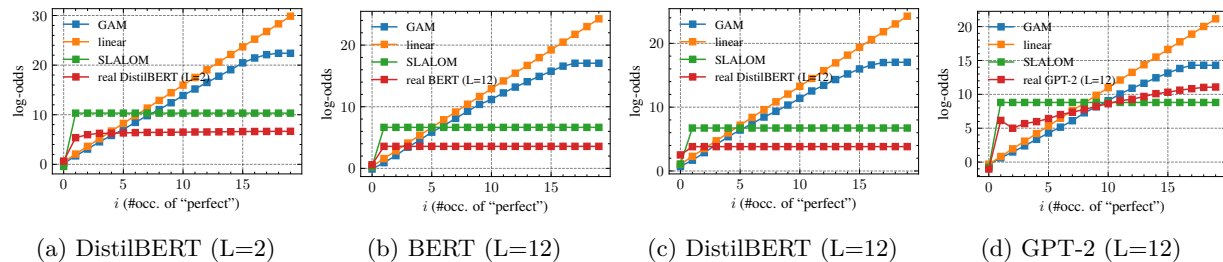 30
20
10
0
log-odds
GAM
linear
SLALOM
real DistilBERT (L=2)
0 5 10 15
i (#occ. of “perfect”)
(a) DistilBERT (L=2)
20
10
0
log-odds
GAM
linear
SLALOM
real BERT (L=12)
0 5 10 15
i (#occ. of “perfect”)
(b) BERT (L=12)
20
10
0
log-odds
GAM
linear
SLALOM
real DistilBERT (L=12)
0 5 10 15
i (#occ. of “perfect”)
(c) DistilBERT (L=12)
20
15
10
5
0
log-odds
GAM
linear
SLALOM
real GPT-2 (L=12)
0 5 10 15
i (#occ. of “perfect”)
(d) GPT-2 (L=12)